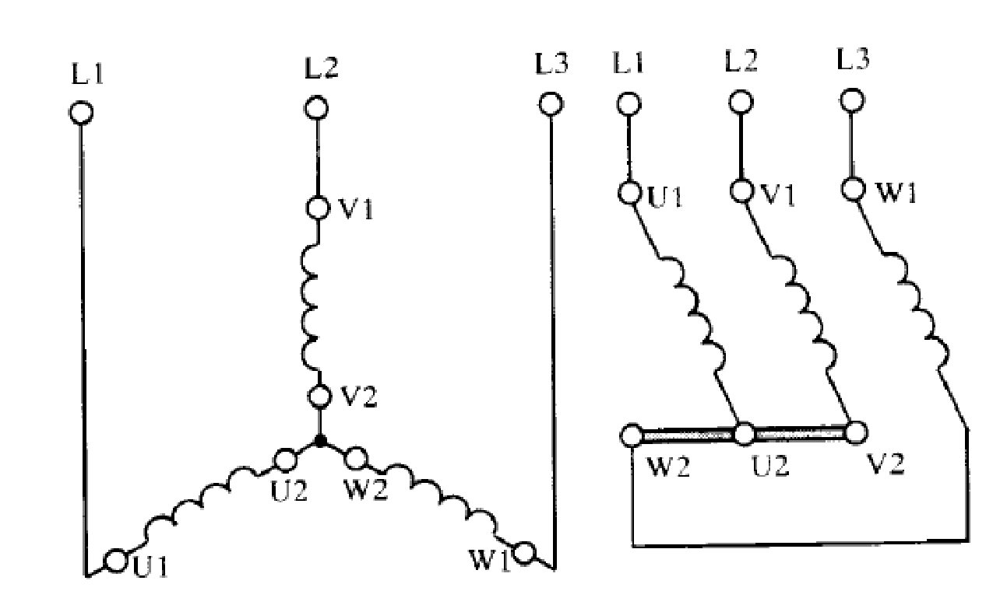 L1 L2 L3 L1 L2 L3
V1 U1 V1 W1
V2
W2 U2 V2
U2 W2
U1 W1